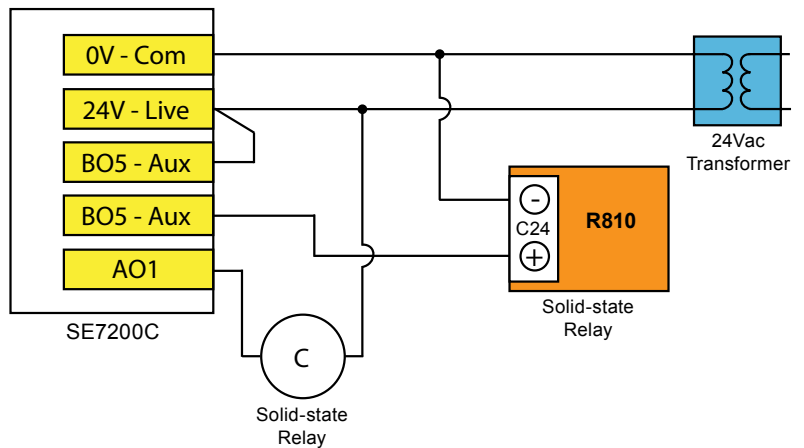 0V - Com
24V - Live
BO5 - Aux
BO5 - Aux
AO1
SE7200C
24Vac
Transformer
-
C24
+
R810
Solid-state
Relay
C
Solid-state
Relay